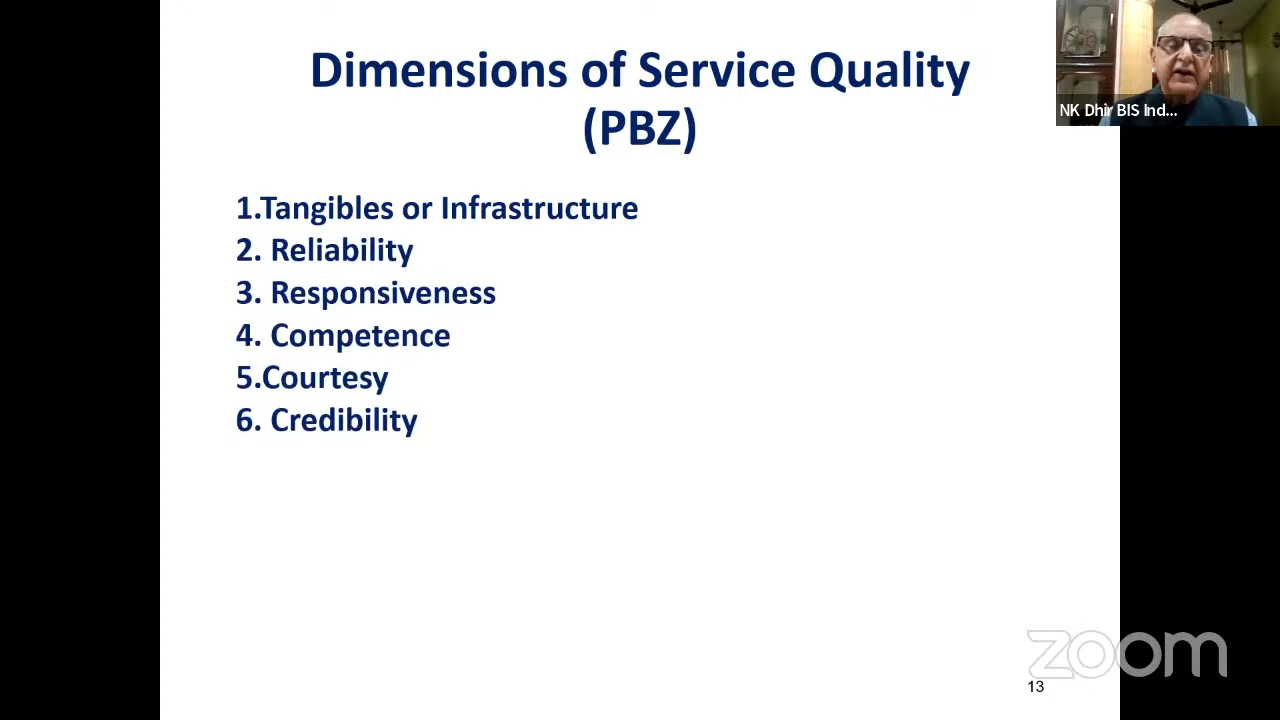 Dimensions of Service Quality
(PBZ)
NK Dhir BIS Ind...
1.Tangibles or Infrastructure
2. Reliability
3. Responsiveness
4. Competence
5.Courtesy
6. Credibility
zoom
13